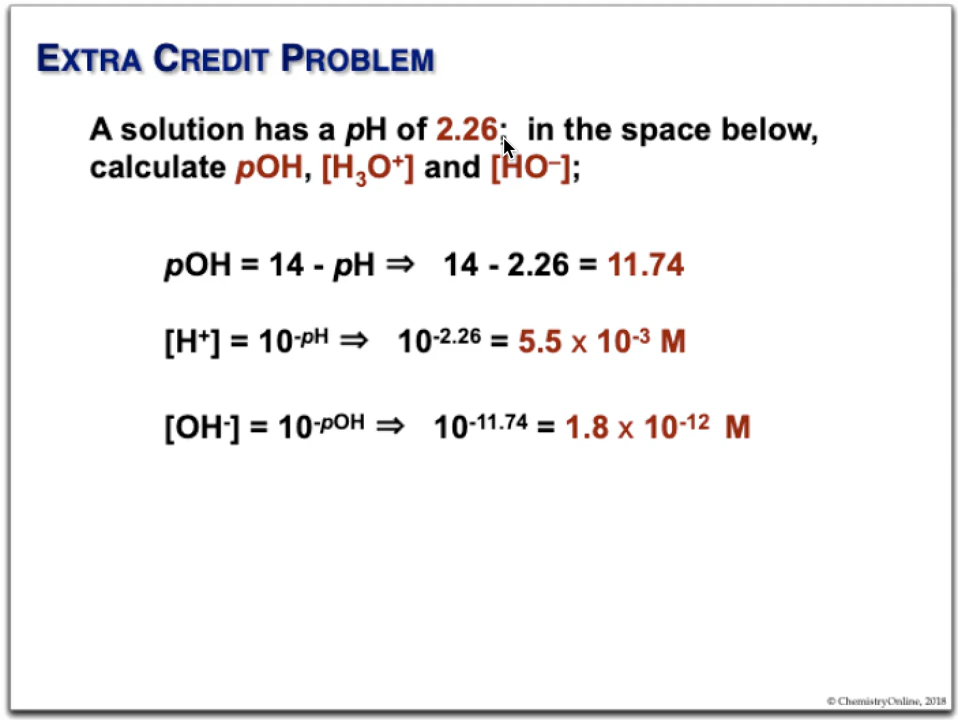 EXTRA CREDIT PROBLEM
A solution has a pH of 2.26; in the space below,
calculate pOH, [H₃O⁺] and [HO⁻];
pOH = 14 - pH ⇒ 14 - 2.26 = 11.74
[H⁺] = 10⁻ᵖᴴ ⇒ 10⁻²·²⁶ = 5.5 x 10⁻³ M
[OH⁻] = 10⁻ᵖᴼᴴ ⇒ 10⁻¹¹·⁷⁴ = 1.8 x 10⁻¹² M
© ChemistryOnline, 2018